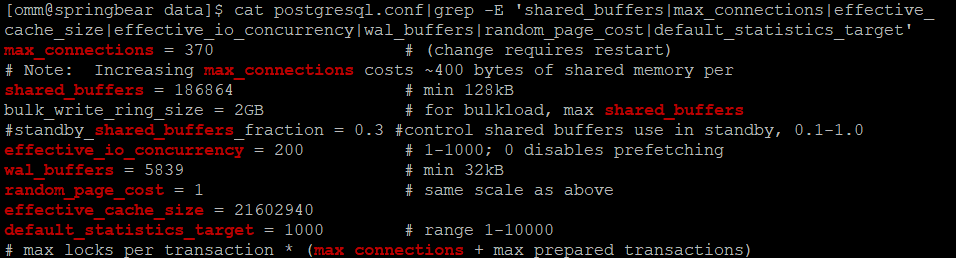 [omm@springbear data]$ cat postgresql.conf|grep -E 'shared_buffers|max_connections|effective_
cache_size|effective_io_concurrency|wal_buffers|random_page_cost|default_statistics_target'
max_connections = 370                   # (change requires restart)
# Note:  Increasing max_connections costs ~400 bytes of shared memory per
shared_buffers = 186864                 # min 128kB
bulk_write_ring_size = 2GB              # for bulkload, max shared_buffers
#standby_shared_buffers_fraction = 0.3 #control shared buffers use in standby, 0.1-1.0
effective_io_concurrency = 200          # 1-1000; 0 disables prefetching
wal_buffers = 5839                      # min 32kB
random_page_cost = 1                    # same scale as above
effective_cache_size = 21602940
default_statistics_target = 1000        # range 1-10000
# max locks per transaction * (max connections + max prepared transactions)